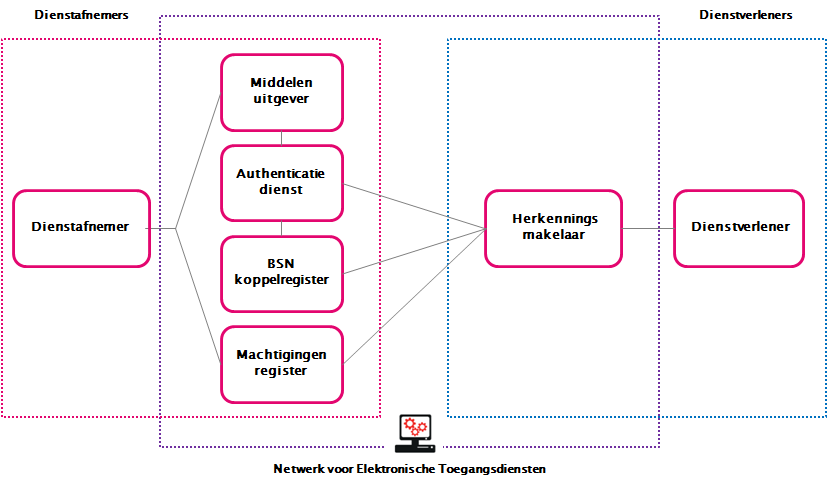 Dienstafnemers
Dienstverleners
Middelen
uitgever
Authenticatie
dienst
Dienstafnemer
Herkennings
makelaar
Dienstverlener
BSN
koppelregister
Machtigingen
register
Netwerk voor Elektronische Toegangsdiensten